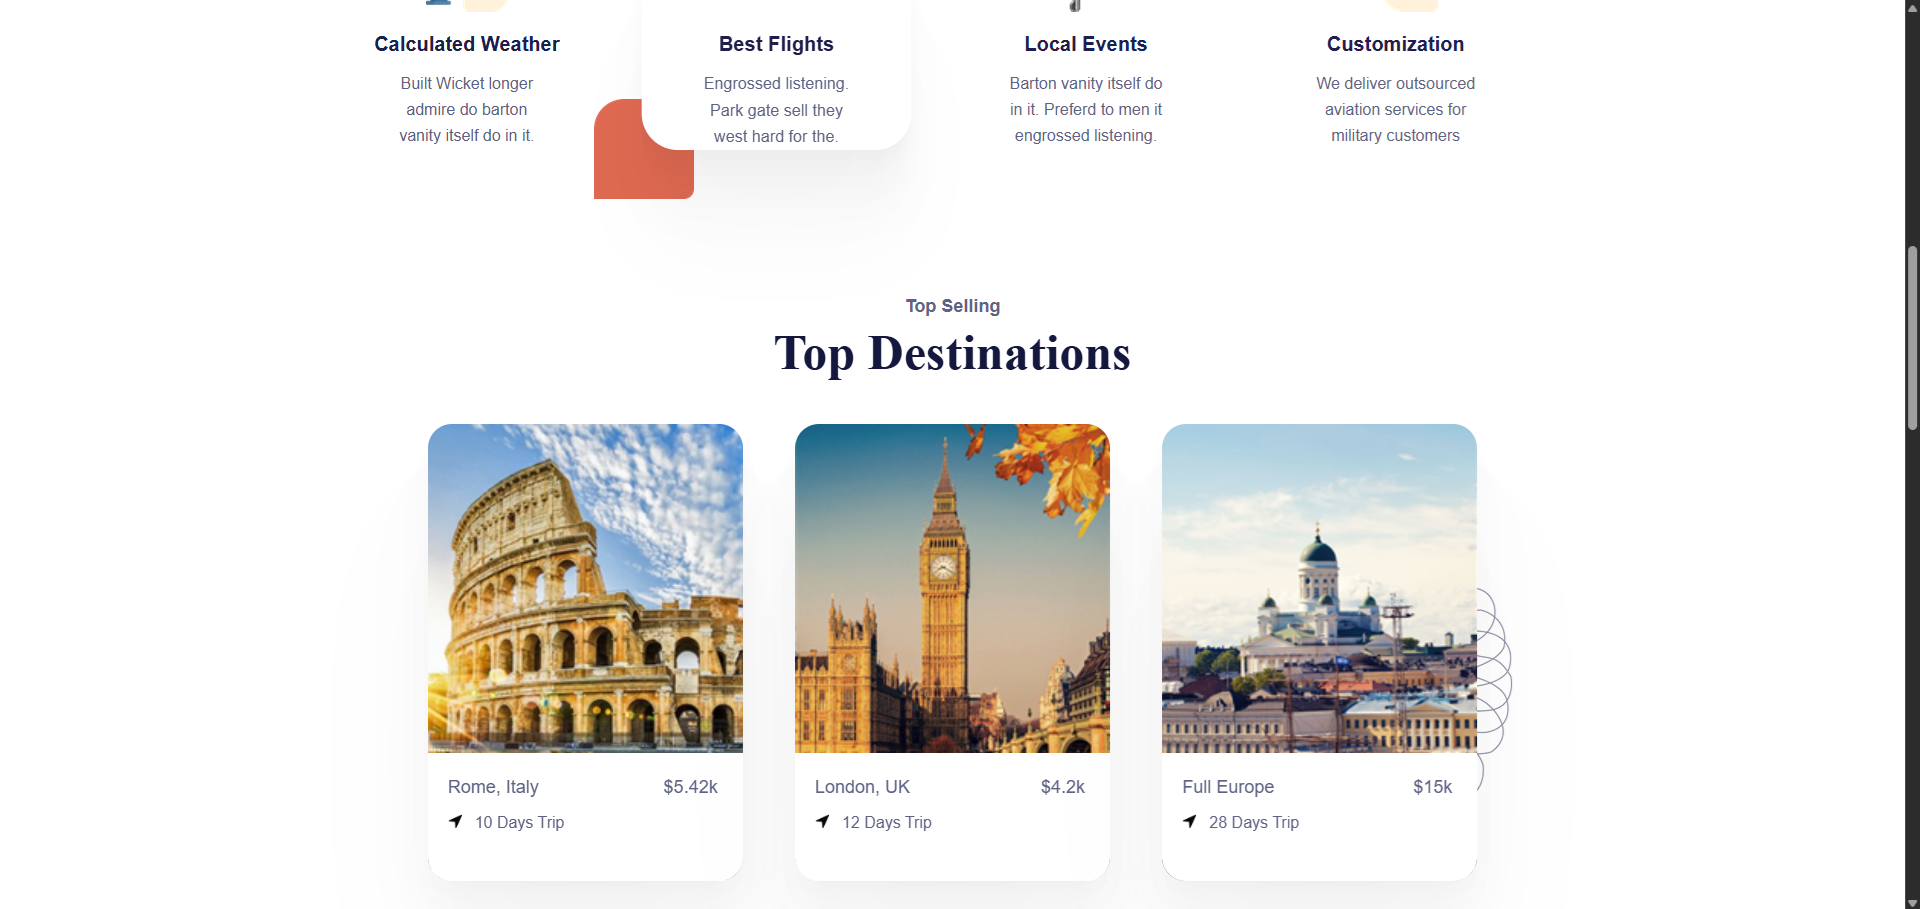 Calculated Weather
Built Wicket longer
admire do barton
vanity itself do in it.
Best Flights
Engrossed listening.
Park gate sell they
west hard for the.
Local Events
Barton vanity itself do
in it. Preferd to men it
engrossed listening.
Customization
We deliver outsourced
aviation services for
military customers
Top Selling
Top Destinations
Rome, Italy $5.42k
10 Days Trip
London, UK $4.2k
12 Days Trip
Full Europe $15k
28 Days Trip